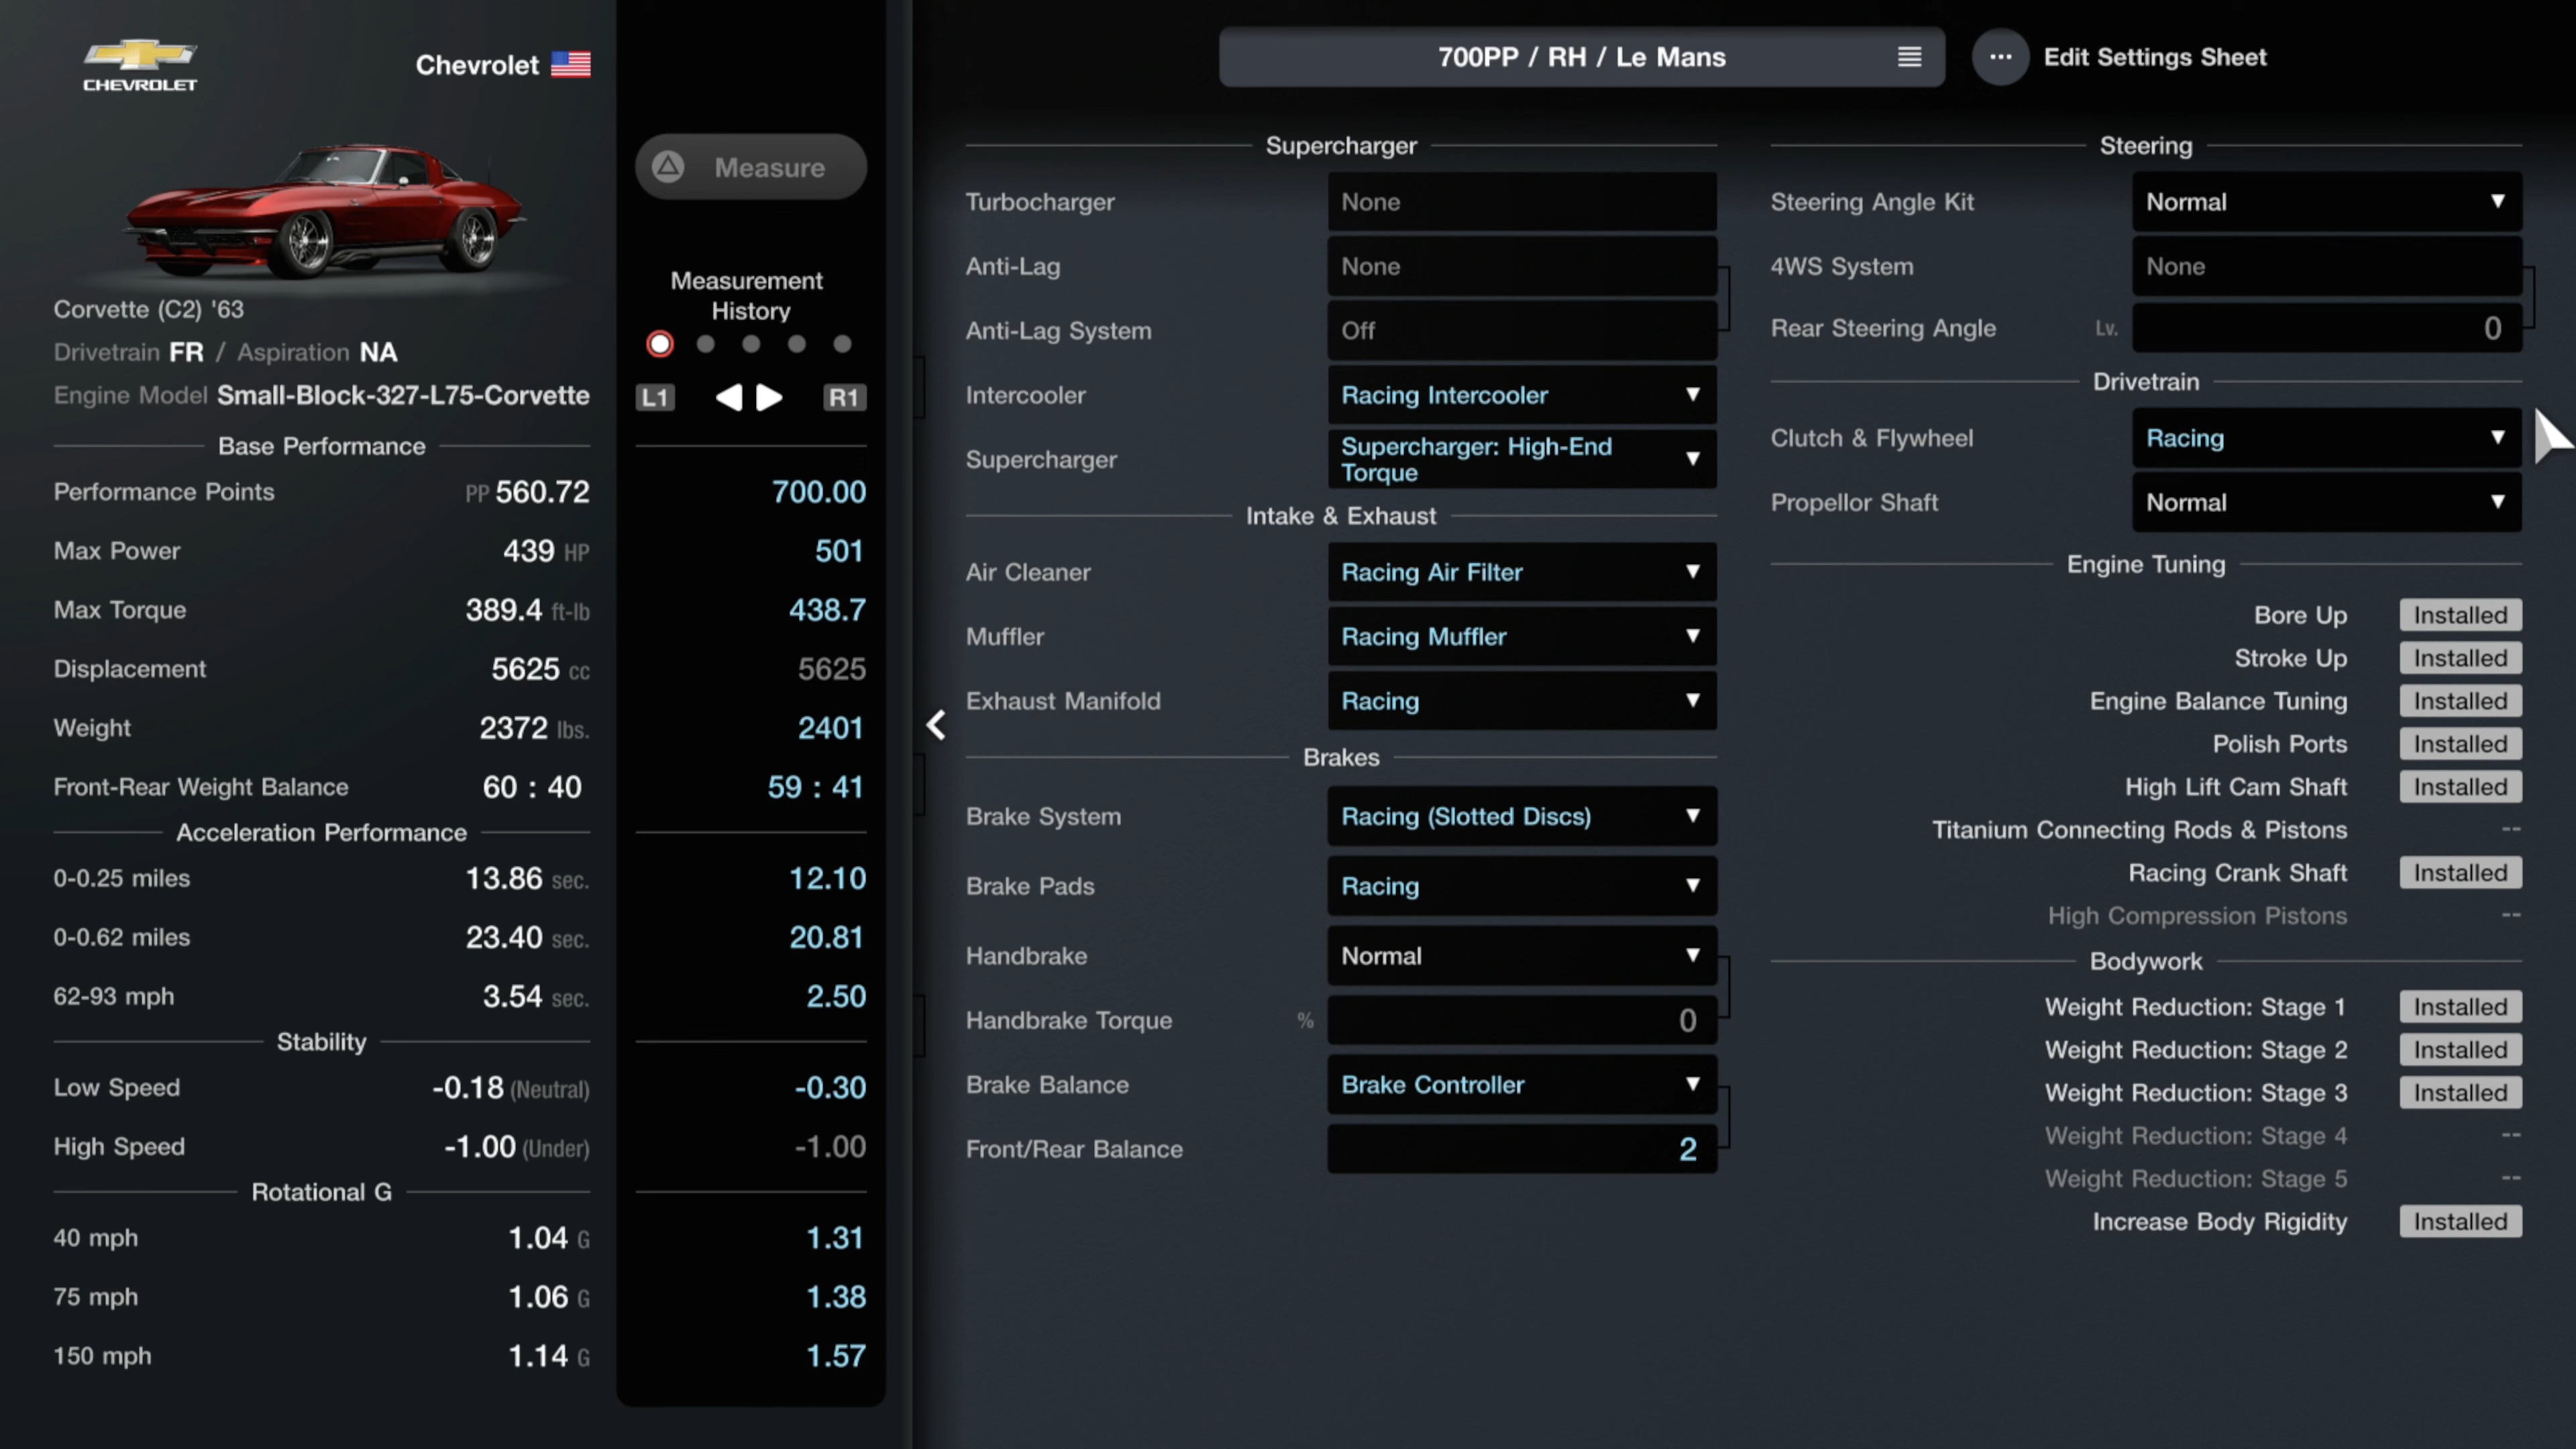 CHEVROLET
Chevrolet
Corvette (C2) '63
Drivetrain FR / Aspiration NA
Engine Model Small-Block-327-L75-Corvette
Base Performance
Performance Points PP 560.72 700.00
Max Power 439 HP 501
Max Torque 389.4 ft-lb 438.7
Displacement 5625 cc 5625
Weight 2372 lbs. 2401
Front-Rear Weight Balance 60 : 40 59 : 41
Acceleration Performance
0-0.25 miles 13.86 sec. 12.10
0-0.62 miles 23.40 sec. 20.81
62-93 mph 3.54 sec. 2.50
Stability
Low Speed -0.18 (Neutral) -0.30
High Speed -1.00 (Under) -1.00
Rotational G
40 mph 1.04 G 1.31
75 mph 1.06 G 1.38
150 mph 1.14 G 1.57
Measure
Measurement
History
L1 R1
700PP / RH / Le Mans
Edit Settings Sheet
Supercharger
Turbocharger None
Anti-Lag None
Anti-Lag System Off
Intercooler Racing Intercooler
Supercharger Supercharger: High-End
Torque
Intake & Exhaust
Air Cleaner Racing Air Filter
Muffler Racing Muffler
Exhaust Manifold Racing
Brakes
Brake System Racing (Slotted Discs)
Brake Pads Racing
Handbrake Normal
Handbrake Torque % 0
Brake Balance Brake Controller
Front/Rear Balance 2
Steering
Steering Angle Kit Normal
4WS System None
Rear Steering Angle Lv. 0
Drivetrain
Clutch & Flywheel Racing
Propellor Shaft Normal
Engine Tuning
Bore Up Installed
Stroke Up Installed
Engine Balance Tuning Installed
Polish Ports Installed
High Lift Cam Shaft Installed
Titanium Connecting Rods & Pistons --
Racing Crank Shaft Installed
High Compression Pistons --
Bodywork
Weight Reduction: Stage 1 Installed
Weight Reduction: Stage 2 Installed
Weight Reduction: Stage 3 Installed
Weight Reduction: Stage 4 --
Weight Reduction: Stage 5 --
Increase Body Rigidity Installed